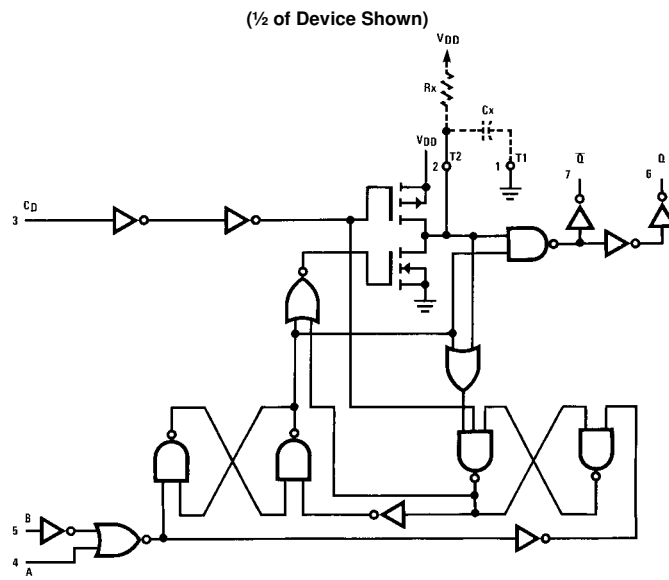 (½ of Device Shown)
VDD
Rx
Cx
VDD
2 T2
1 T1
Q̅
7
Q
6
3 CD
5 B
4 A